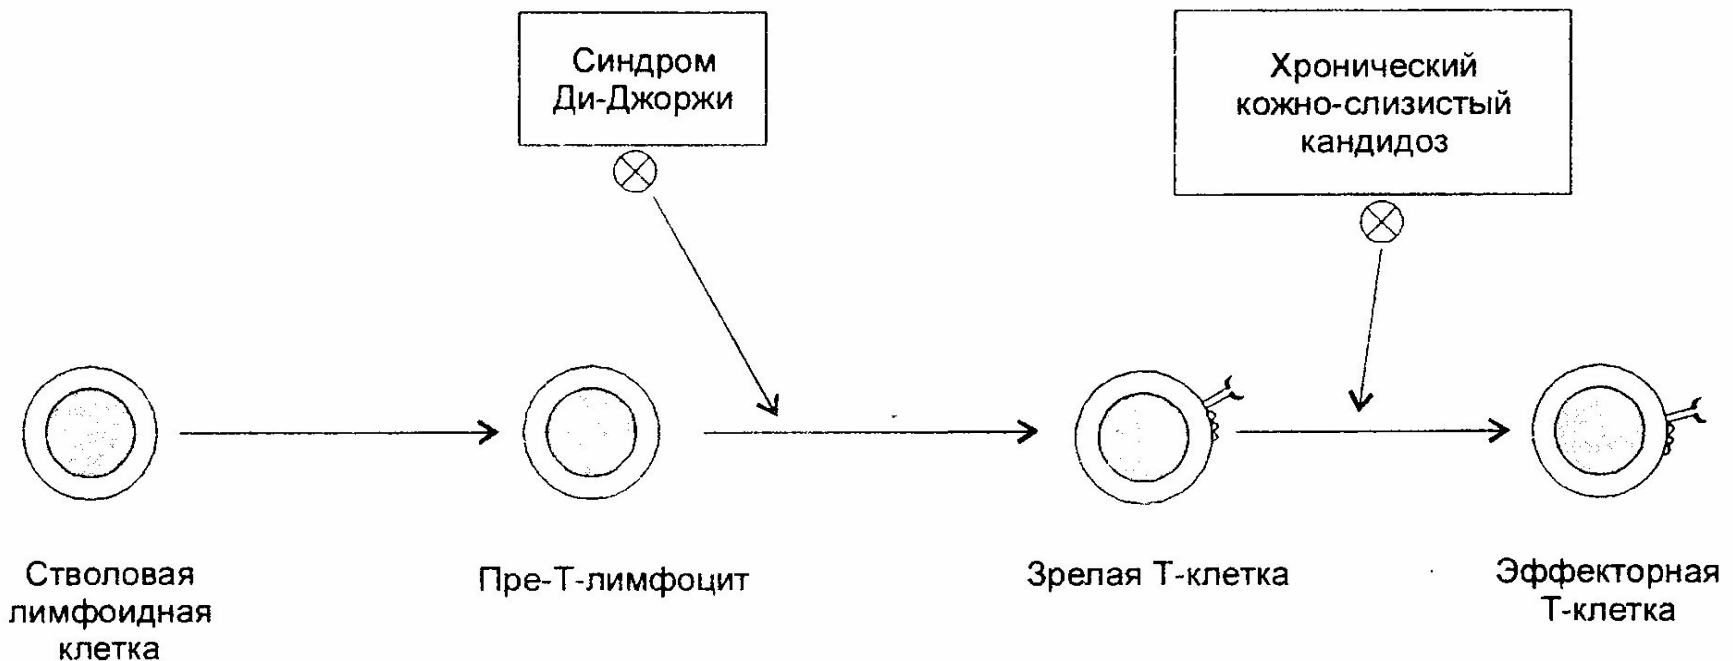 Синдром
Ди-Джоржи
Хронический
кожно-слизистый
кандидоз
Стволовая
лимфоидная
клетка
Пре-Т-лимфоцит
Зрелая Т-клетка
Эффекторная
Т-клетка